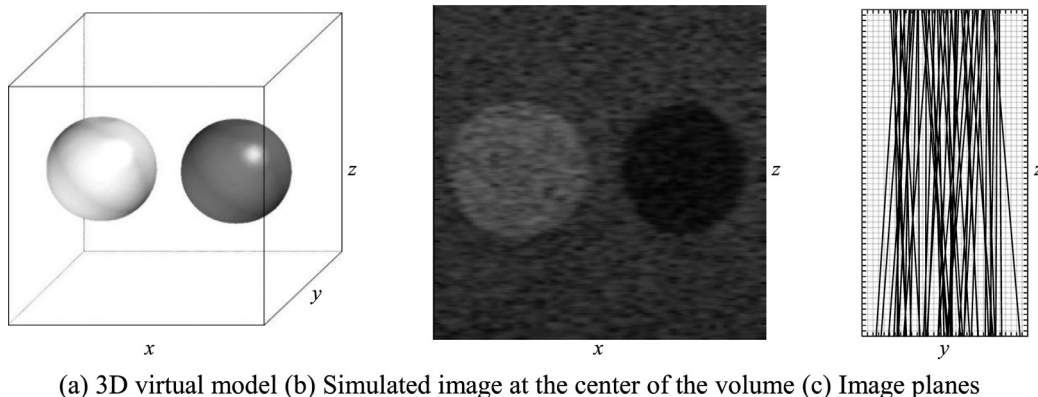 z
y
x
z
x
z
y
(a) 3D virtual model (b) Simulated image at the center of the volume (c) Image planes